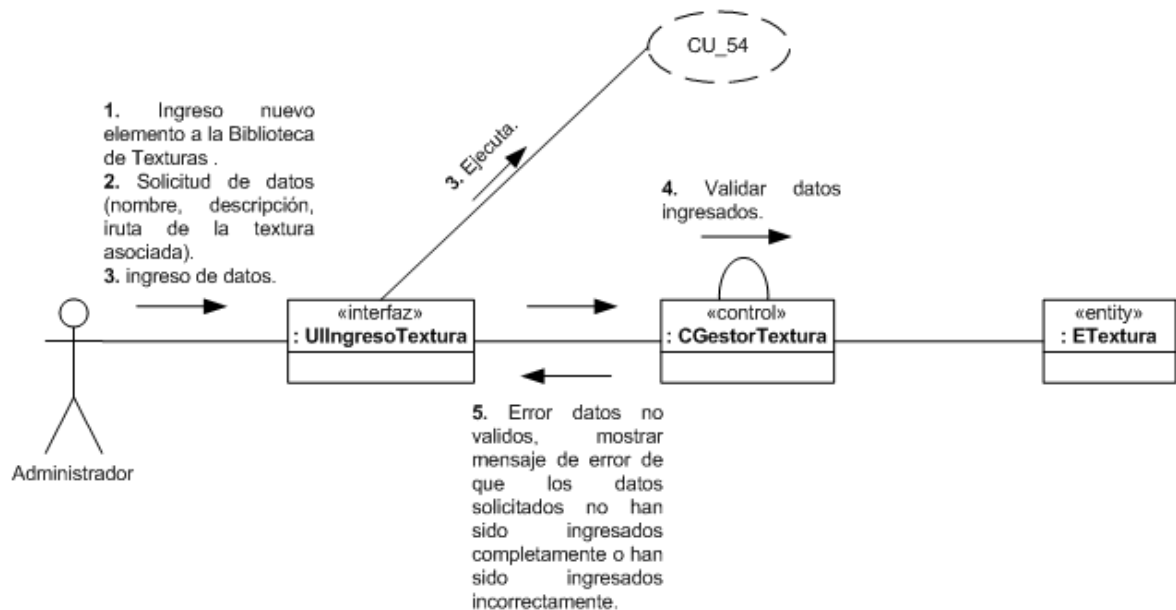 CU_54
1. Ingreso nuevo
elemento a la Biblioteca
de Texturas .
2. Solicitud de datos
(nombre, descripción,
iruta de la textura
asociada).
3. ingreso de datos.
3. Ejecuta.
4. Validar datos
ingresados.
«interfaz»
: UIIngresoTextura
«control»
: CGestorTextura
«entity»
: ETextura
5. Error datos no
validos, mostrar
mensaje de error de
que los datos
solicitados no han
sido ingresados
completamente o han
sido ingresados
incorrectamente.
Administrador